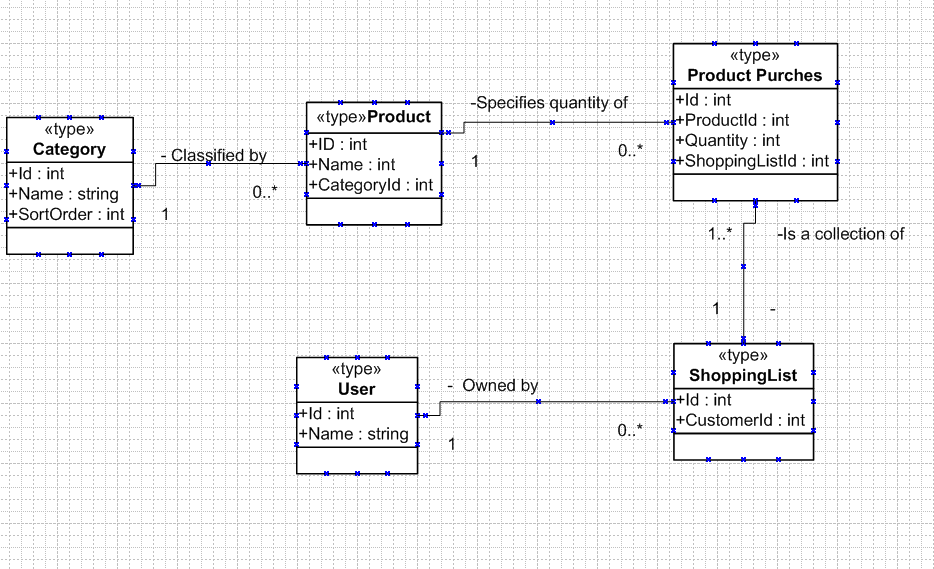 «type»
Category
+Id : int
+Name : string
+SortOrder : int
- Classified by
0..*
1
«type»Product
+ID : int
+Name : int
+CategoryId : int
-Specifies quantity of
1
0..*
«type»
Product Purches
+Id : int
+ProductId : int
+Quantity : int
+ShoppingListId : int
1..*
-Is a collection of
1
-
«type»
User
+Id : int
+Name : string
- Owned by
1
0..*
«type»
ShoppingList
+Id : int
+CustomerId : int